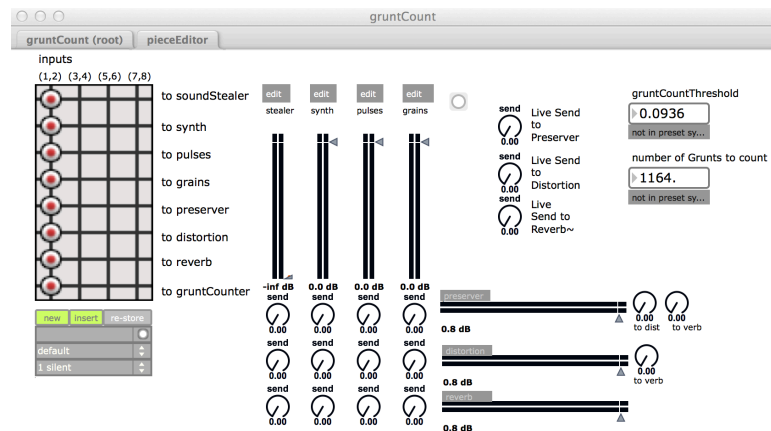 gruntCount
gruntCount (root)
pieceEditor
inputs
(1,2) (3,4) (5,6) (7,8)
to soundStealer
to synth
to pulses
to grains
to preserver
to distortion
to reverb
to gruntCounter
new
insert
re-store
default
1 silent
edit
edit
edit
edit
stealer
synth
pulses
grains
-inf dB
0.0 dB
0.0 dB
0.0 dB
send
send
send
send
0.00
0.00
0.00
0.00
send
send
send
send
0.00
0.00
0.00
0.00
send
send
send
send
0.00
0.00
0.00
0.00
send
0.00
Live Send
to
Preserver
send
0.00
Live Send
to
Distortion
send
0.00
Live
Send to
Reverb~
gruntCountThreshold
0.0936
not in preset sy...
number of Grunts to count
1164.
not in preset sy...
preserver
0.8 dB
0.00
to dist
0.00
to verb
distortion
0.8 dB
0.00
to verb
reverb
0.8 dB